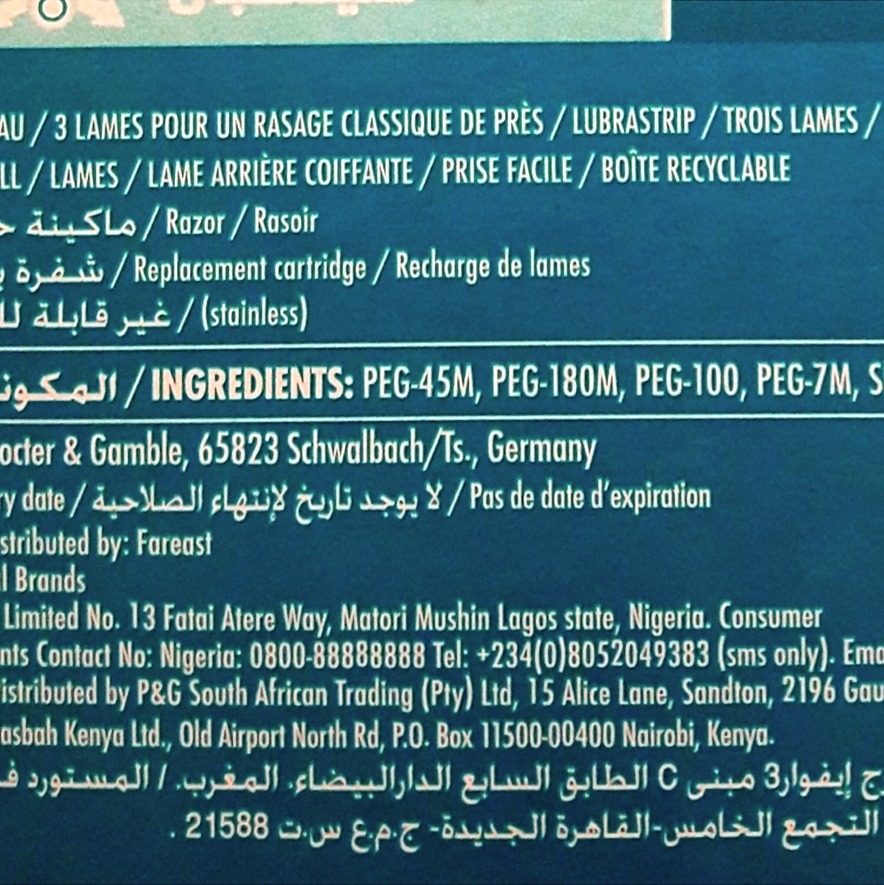 AU / 3 LAMES POUR UN RASAGE CLASSIQUE DE PRÈS / LUBRASTRIP / TROIS LAMES /
LL / LAMES / LAME ARRIÈRE COIFFANTE / PRISE FACILE / BOÎTE RECYCLABLE
ماكينة / Razor / Rasoir
شفرة / Replacement cartridge / Recharge de lames
غير قابلة / (stainless)
/ INGREDIENTS: PEG-45M, PEG-180M, PEG-100, PEG-7M, S
octer & Gamble, 65823 Schwalbach/Ts., Germany
ry date / لا يوجد تاريخ لإنتهاء الصلاحية / Pas de date d'expiration
stributed by: Fareast
l Brands
Limited No. 13 Fatai Atere Way, Matori Mushin Lagos state, Nigeria. Consumer
nts Contact No: Nigeria: 0800-88888888 Tel: +234(0)8052049383 (sms only). Ema
istributed by P&G South African Trading (Pty) Ltd, 15 Alice Lane, Sandton, 2196 Gau
asbah Kenya Ltd., Old Airport North Rd, P.O. Box 11500-00400 Nairobi, Kenya.
ج إيفوار3 مبنى C الطابق السابع الدارالبيضاء. المغرب. / المستورد
التجمع الخامس-القاهرة الجديدة- ج.م.ع س.ت 21588 .